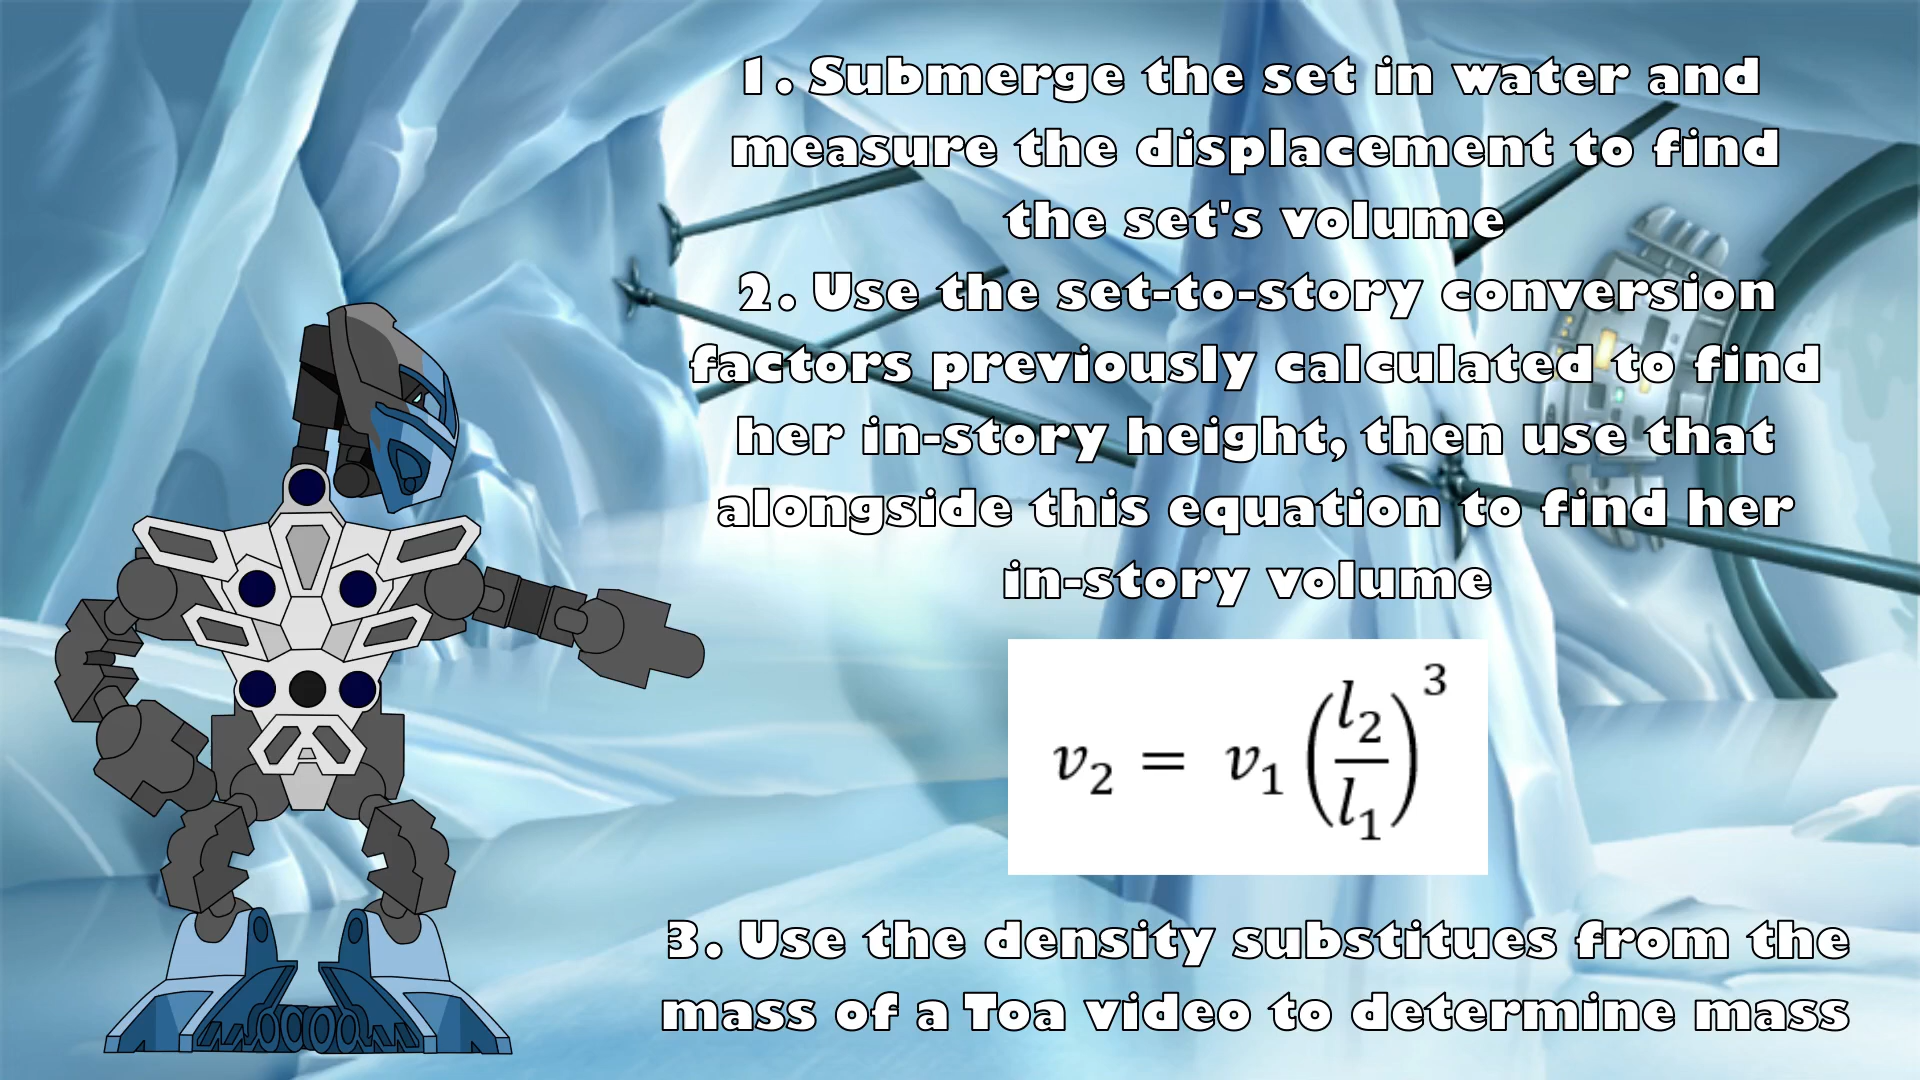 1. Submerge the set in water and
measure the displacement to find
the set's volume
2. Use the set-to-story conversion
factors previously calculated to find
her in-story height, then use that
alongside this equation to find her
in-story volume
v₂ = v₁ (l₂/l₁)³
3. Use the density substitues from the
mass of a Toa video to determine mass